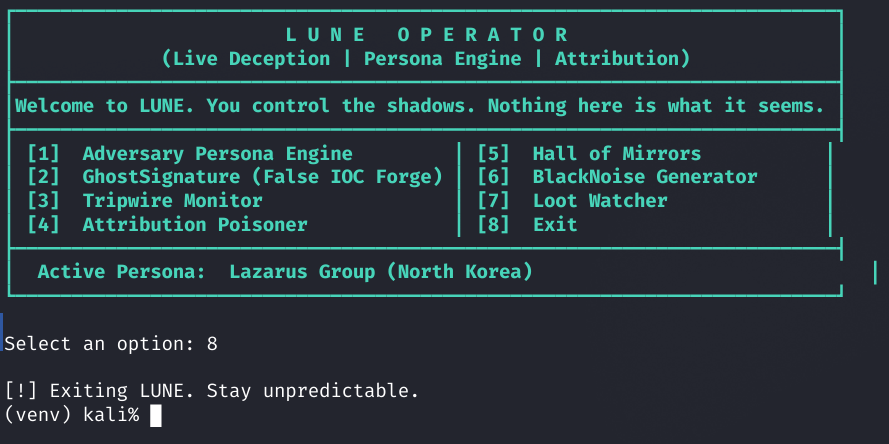 L U N E   O P E R A T O R
(Live Deception | Persona Engine | Attribution)
Welcome to LUNE. You control the shadows. Nothing here is what it seems.
[1]  Adversary Persona Engine | [5]  Hall of Mirrors
[2]  GhostSignature (False IOC Forge) | [6]  BlackNoise Generator
[3]  Tripwire Monitor | [7]  Loot Watcher
[4]  Attribution Poisoner | [8]  Exit
Active Persona:  Lazarus Group (North Korea)
Select an option: 8
[!] Exiting LUNE. Stay unpredictable.
(venv) kali%